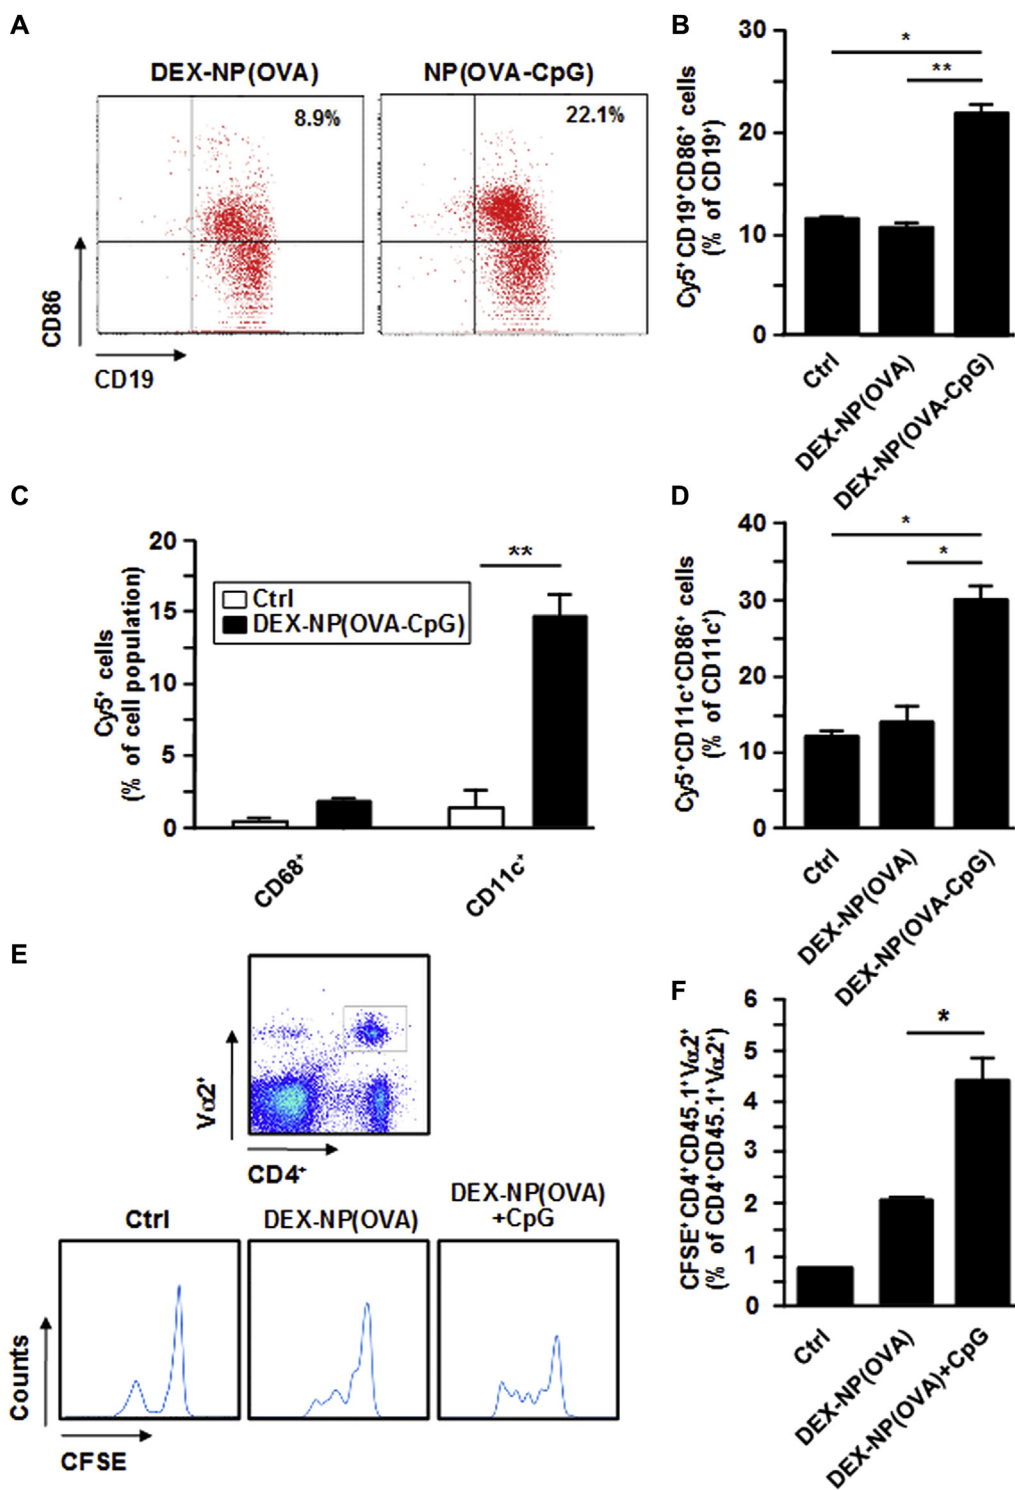 A
DEX-NP(OVA)
NP(OVA-CpG)
8.9%
22.1%
CD86
CD19
B
Cy5⁺CD19⁺CD86⁺ cells
(% of CD19⁺)
30
20
10
0
*
**
Ctrl
DEX-NP(OVA)
DEX-NP(OVA-CpG)
C
Cy5⁺ cells
(% of cell population)
20
15
10
5
0
Ctrl
DEX-NP(OVA-CpG)
**
CD68⁺
CD11c⁺
D
Cy5⁺CD11c⁺CD86⁺ cells
(% of CD11c⁺)
40
30
20
10
0
*
*
Ctrl
DEX-NP(OVA)
DEX-NP(OVA-CpG)
E
Vα2⁺
CD4⁺
Ctrl
DEX-NP(OVA)
DEX-NP(OVA)
+CpG
Counts
CFSE
F
CFSE⁺CD4⁺CD45.1⁺Vα2⁺
(% of CD4⁺CD45.1⁺Vα2⁺)
6
5
4
3
2
1
0
*
Ctrl
DEX-NP(OVA)
DEX-NP(OVA)+CpG